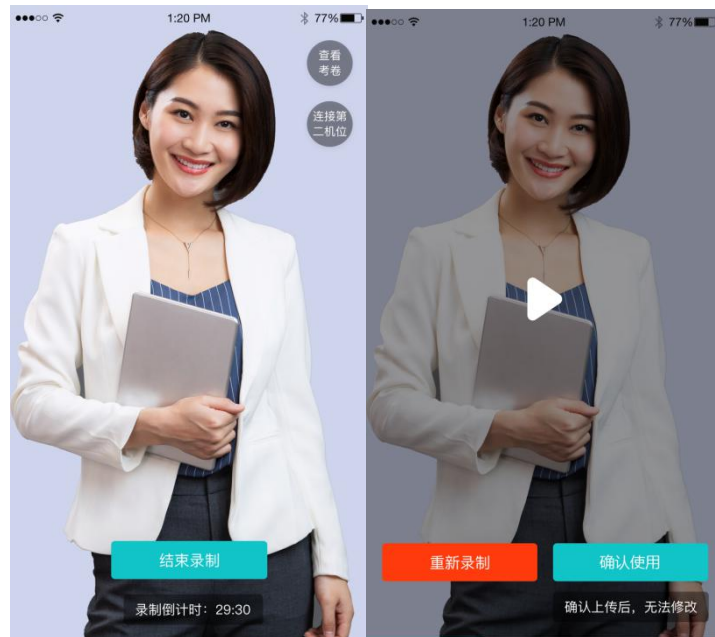 1:20 PM
77%
查看
考卷
连接第
二机位
结束录制
录制倒计时：29:30
1:20 PM
77%
重新录制
确认使用
确认上传后，无法修改